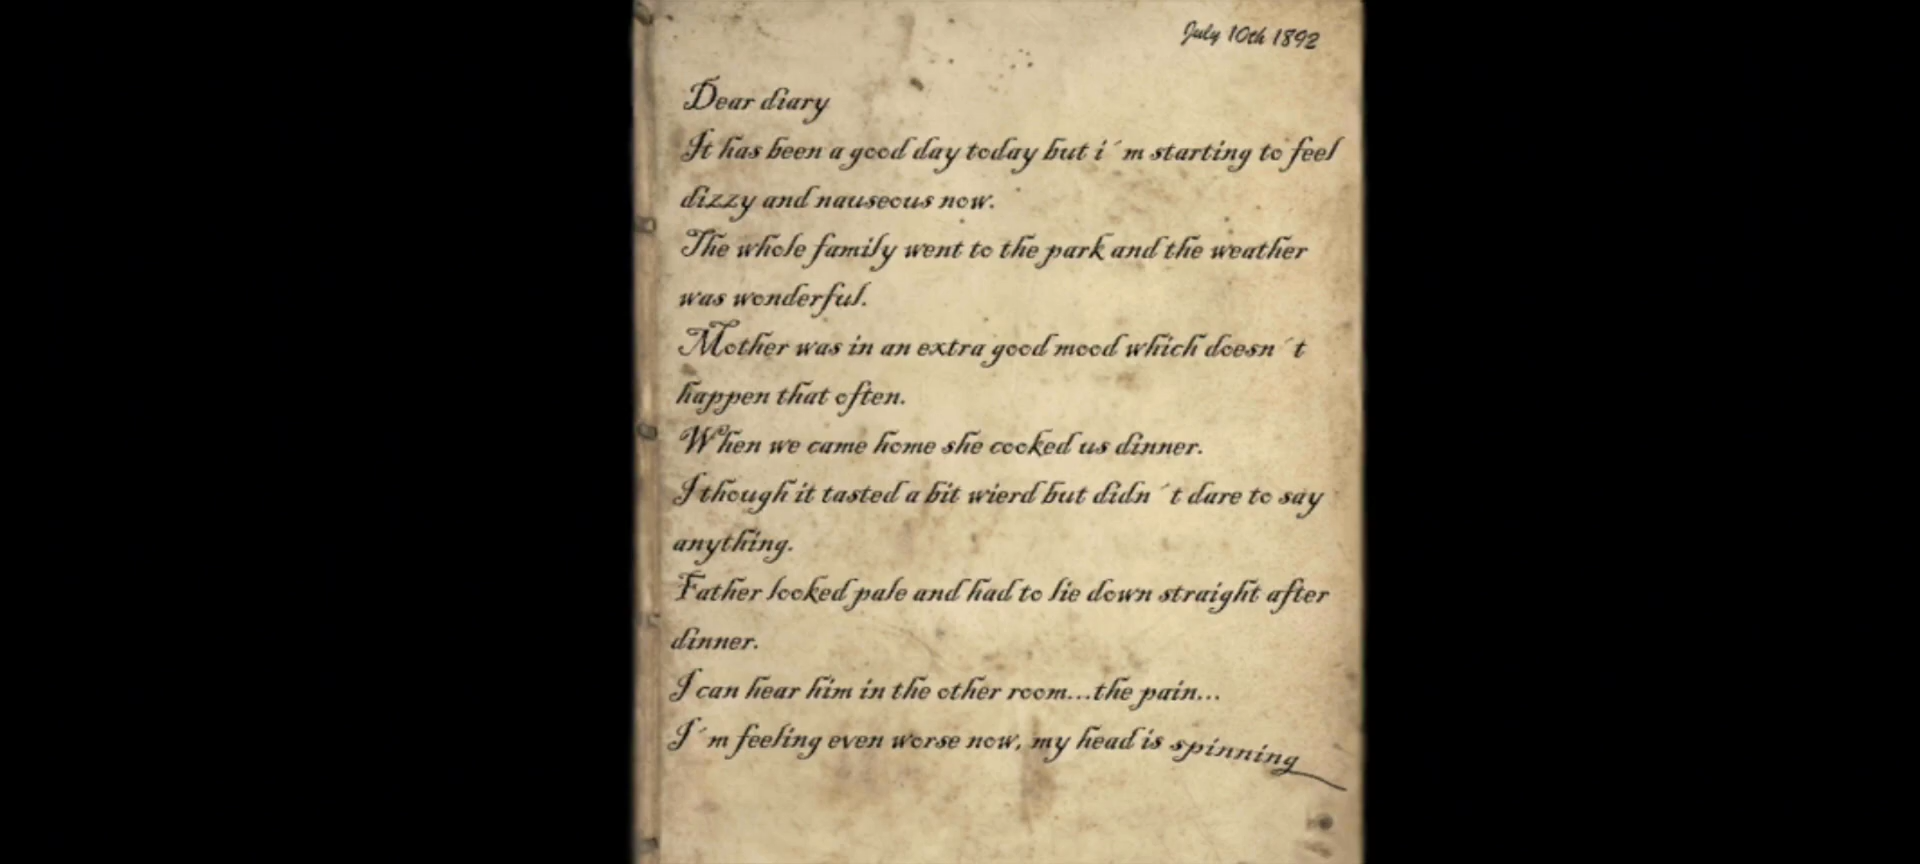 July 10th 1892
Dear diary
It has been a good day today but i´m starting to feel
dizzy and nauseous now.
The whole family went to the park and the weather
was wonderful.
Mother was in an extra good mood which doesn´t
happen that often.
When we came home she cooked us dinner.
I though it tasted a bit wierd but didn´t dare to say
anything.
Father looked pale and had to lie down straight after
dinner.
I can hear him in the other room...the pain...
I´m feeling even worse now, my head is spinning